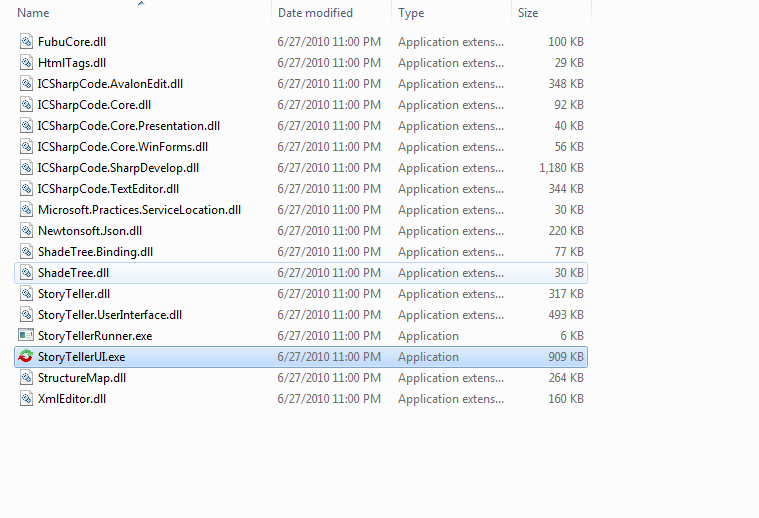 Name Date modified Type Size
FubuCore.dll 6/27/2010 11:00 PM Application extens... 100 KB
HtmlTags.dll 6/27/2010 11:00 PM Application extens... 29 KB
ICSharpCode.AvalonEdit.dll 6/27/2010 11:00 PM Application extens... 348 KB
ICSharpCode.Core.dll 6/27/2010 11:00 PM Application extens... 92 KB
ICSharpCode.Core.Presentation.dll 6/27/2010 11:00 PM Application extens... 40 KB
ICSharpCode.Core.WinForms.dll 6/27/2010 11:00 PM Application extens... 56 KB
ICSharpCode.SharpDevelop.dll 6/27/2010 11:00 PM Application extens... 1,180 KB
ICSharpCode.TextEditor.dll 6/27/2010 11:00 PM Application extens... 344 KB
Microsoft.Practices.ServiceLocation.dll 6/27/2010 11:00 PM Application extens... 30 KB
Newtonsoft.Json.dll 6/27/2010 11:00 PM Application extens... 220 KB
ShadeTree.Binding.dll 6/27/2010 11:00 PM Application extens... 77 KB
ShadeTree.dll 6/27/2010 11:00 PM Application extens... 30 KB
StoryTeller.dll 6/27/2010 11:00 PM Application extens... 317 KB
StoryTeller.UserInterface.dll 6/27/2010 11:00 PM Application extens... 493 KB
StoryTellerRunner.exe 6/27/2010 11:00 PM Application 6 KB
StoryTellerUI.exe 6/27/2010 11:00 PM Application 909 KB
StructureMap.dll 6/27/2010 11:00 PM Application extens... 264 KB
XmlEditor.dll 6/27/2010 11:00 PM Application extens... 160 KB